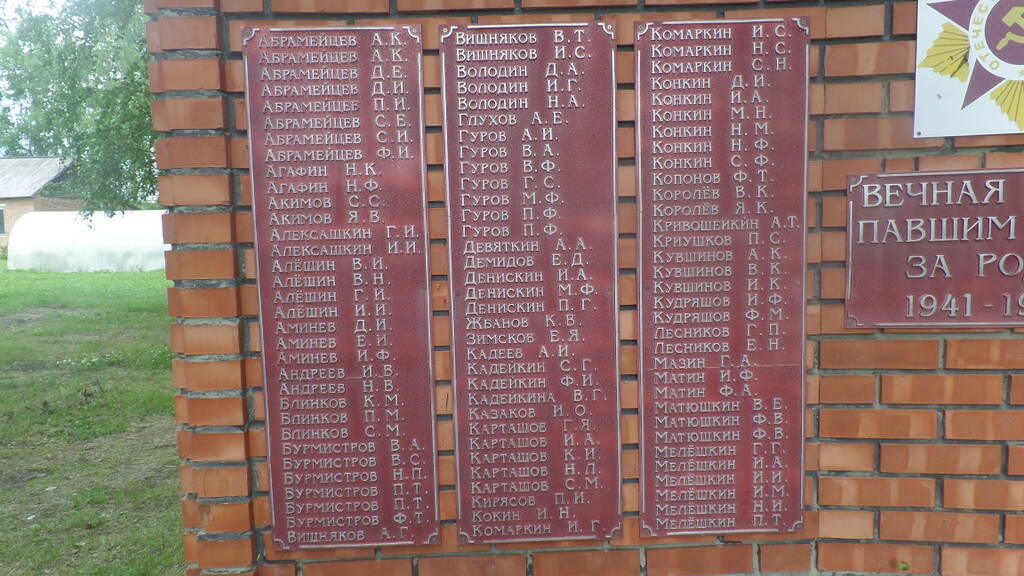 Абрамейцев А.К.
Абрамейцев А.К.
Абрамейцев Д.Е.
Абрамейцев Д.И.
Абрамейцев П.И.
Абрамейцев С.Е.
Абрамейцев С.И.
Абрамейцев Ф.И.
Агафин Н.К.
Агафин Н.Ф.
Акимов С.С.
Акимов Я.В.
Алексашкин Г.И.
Алексашкин И.И.
Алёшин В.И.
Алёшин В.Н.
Алёшин Г.И.
Алёшин И.И.
Аминев Д.И.
Аминев Е.И.
Аминев И.Ф.
Андреев И.В.
Андреев Н.В.
Блинков К.М.
Блинков П.М.
Блинков С.М.
Бурмистров В.А.
Бурмистров В.С.
Бурмистров Н.П.
Бурмистров П.Т.
Бурмистров П.Т.
Бурмистров Ф.Т.
Вишняков А.Г.
Вишняков В.Т.
Вишняков И.С.
Володин Д.А.
Володин И.Г.
Володин Н.А.
Глухов А.Е.
Гуров А.И.
Гуров В.А.
Гуров В.Ф.
Гуров Г.С.
Гуров М.Ф.
Гуров П.Ф.
Гуров П.Ф.
Девяткин А.А.
Демидов Е.Д.
Денискин И.А.
Денискин М.Ф.
Денискин П.Г.
Жбанов К.В.
Зимсков Е.Я.
Кадеев А.И.
Кадейкин С.Г.
Кадейкин Ф.И.
Кадейкина В.Г.
Казаков И.О.
Карташов Г.Я.
Карташов И.А.
Карташов К.И.
Карташов Н.Л.
Карташов С.М.
Кирясов П.И.
Кокин И.Н.
Комаркин И.Г.
Комаркин И.С.
Комаркин Н.С.
Комаркин С.Н.
Конкин Д.И.
Конкин И.А.
Конкин М.Н.
Конкин Н.М.
Конкин Н.Ф.
Конкин С.Ф.
Копонов Ф.Т.
Королёв В.К.
Королёв Я.К.
Кривошейкин А.Т.
Криушков П.С.
Кувшинов А.К.
Кувшинов В.К.
Кувшинов И.К.
Кудряшов И.Ф.
Кудряшов Ф.М.
Лесников Г.П.
Лесников Е.Н.
Мазин Г.А.
Матин И.Ф.
Матин Ф.А.
Матюшкин В.Е.
Матюшкин Ф.В.
Матюшкин Ф.В.
Мелёшкин Г.Г.
Мелёшкин И.А.
Мелёшкин И.И.
Мелёшкин И.М.
Мелёшкин Н.И.
Мелёшкин П.Т.
ОТЕЧЕС
ВЕЧНАЯ
ПАВШИМ
ЗА РО
1941-19